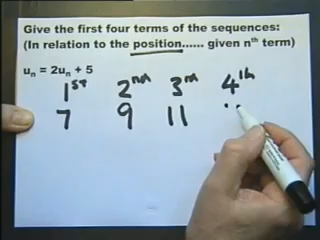 Give the first four terms of the sequences:
(In relation to the position...... given nth term)
un = 2un + 5
1st 2nd 3rd 4th
7 9 11